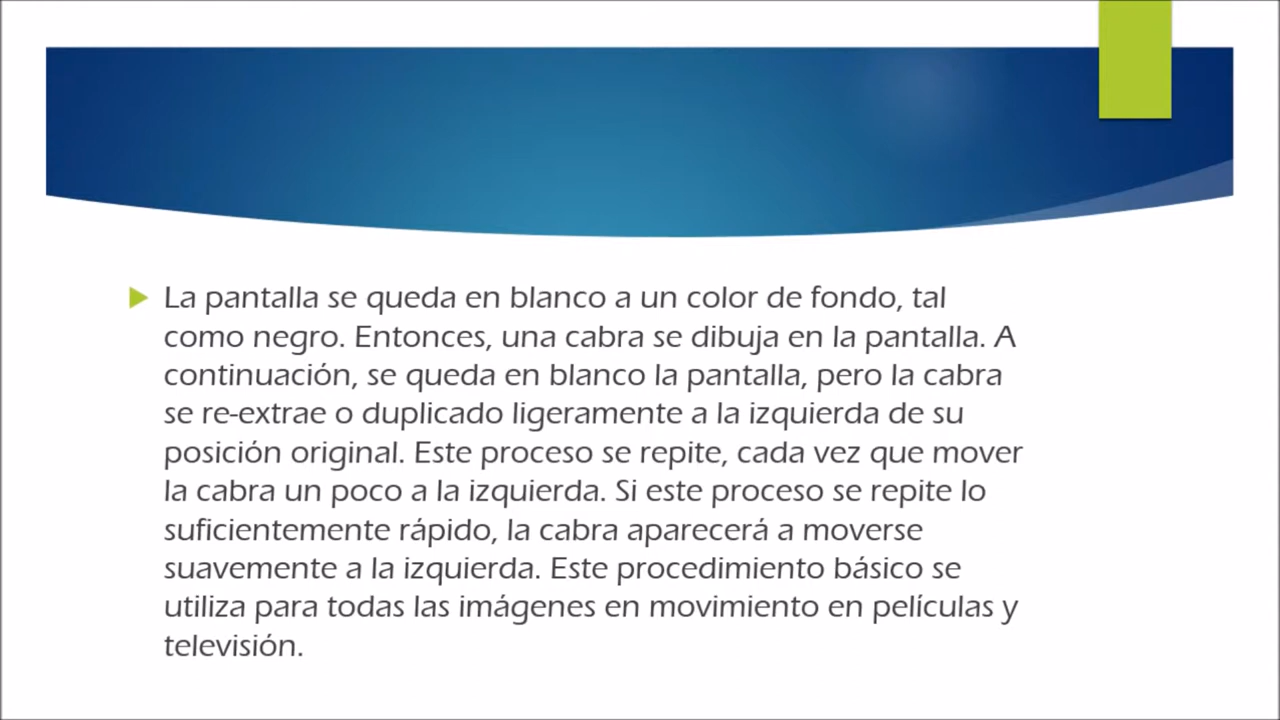 La pantalla se queda en blanco a un color de fondo, tal
como negro. Entonces, una cabra se dibuja en la pantalla. A
continuación, se queda en blanco la pantalla, pero la cabra
se re-extrae o duplicado ligeramente a la izquierda de su
posición original. Este proceso se repite, cada vez que mover
la cabra un poco a la izquierda. Si este proceso se repite lo
suficientemente rápido, la cabra aparecerá a moverse
suavemente a la izquierda. Este procedimiento básico se
utiliza para todas las imágenes en movimiento en películas y
televisión.